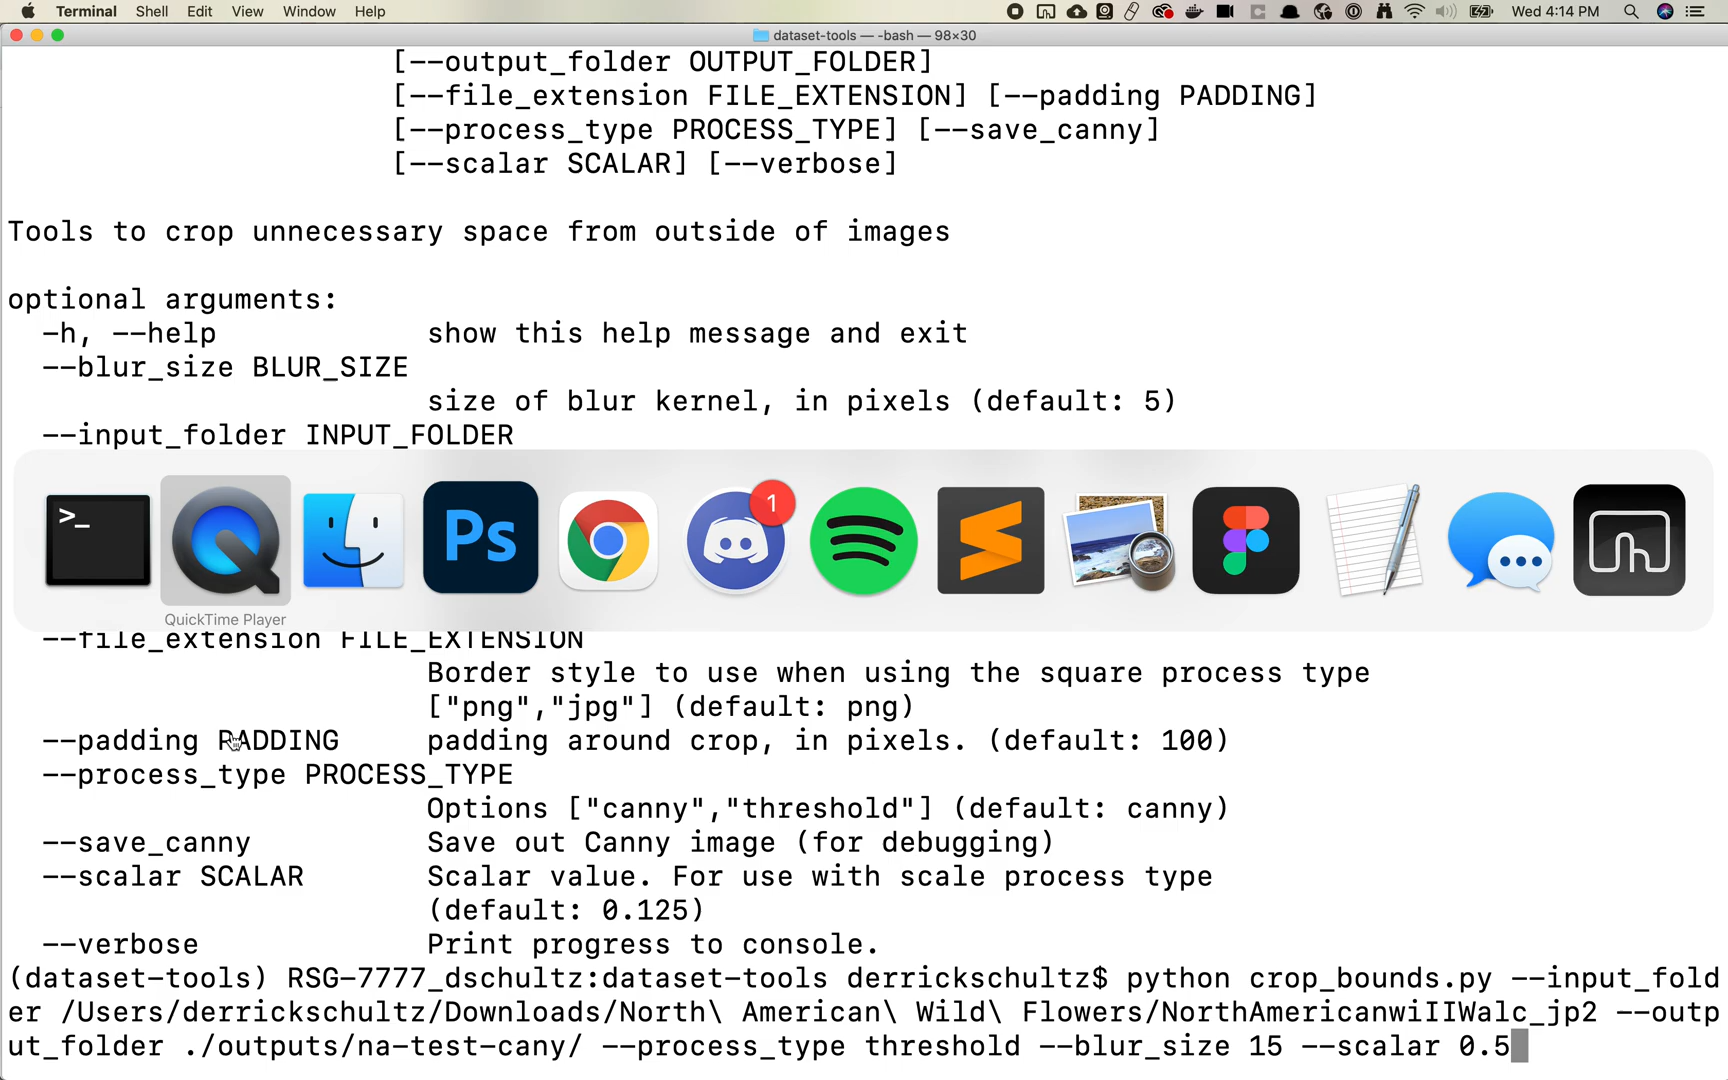 Terminal Shell Edit View Window Help Wed 4:14 PM
dataset-tools — -bash — 98×30
[--output_folder OUTPUT_FOLDER]
[--file_extension FILE_EXTENSION] [--padding PADDING]
[--process_type PROCESS_TYPE] [--save_canny]
[--scalar SCALAR] [--verbose]
Tools to crop unnecessary space from outside of images
optional arguments:
-h, --help show this help message and exit
--blur_size BLUR_SIZE
size of blur kernel, in pixels (default: 5)
--input_folder INPUT_FOLDER
>_
Ps
1
QuickTime Player
--file_extension FILE_EXTENSION
Border style to use when using the square process type
["png","jpg"] (default: png)
--padding PADDING padding around crop, in pixels. (default: 100)
--process_type PROCESS_TYPE
Options ["canny","threshold"] (default: canny)
--save_canny Save out Canny image (for debugging)
--scalar SCALAR Scalar value. For use with scale process type
(default: 0.125)
--verbose Print progress to console.
(dataset-tools) RSG-7777_dschultz:dataset-tools derrickschultz$ python crop_bounds.py --input_fold
er /Users/derrickschultz/Downloads/North\ American\ Wild\ Flowers/NorthAmericanwiIIWalc_jp2 --outp
ut_folder ./outputs/na-test-cany/ --process_type threshold --blur_size 15 --scalar 0.5